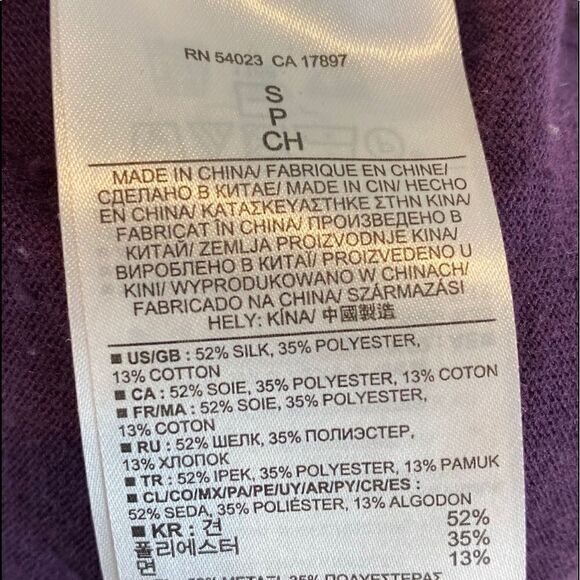 RN 54023 CA 17897
S
P
CH
MADE IN CHINA/ FABRIQUE EN CHINE/
СДЕЛАНО В КИТАЕ/ MADE IN CIN/ HECHO
EN CHINA/ ΚΑΤΑΣΚΕΥΑΣΤΗΚΕ ΣΤΗΝ ΚΙΝΑ/
FABRICAT ÎN CHINA/ ПРОИЗВЕДЕНО В
КИТАЙ/ ZEMLJA PROIZVODNJE KINA/
ВИРОБЛЕНО В КИТАЇ/ PROIZVEDENO U
KINI/ WYPRODUKOWANO W CHINACH/
FABRICADO NA CHINA/ SZÁRMAZÁSI
HELY: KÍNA/ 中國製造
■ US/GB : 52% SILK, 35% POLYESTER,
13% COTTON
■ CA : 52% SOIE, 35% POLYESTER, 13% COTON
■ FR/MA : 52% SOIE, 35% POLYESTER,
13% COTON
■ RU : 52% ШЕЛК, 35% ПОЛИЭСТЕР,
13% ХЛОПОК
■ TR : 52% IPEK, 35% POLYESTER, 13% PAMUK
■ CL/CO/MX/PA/PE/UY/AR/PY/CR/ES :
52% SEDA, 35% POLIÉSTER, 13% ALGODON
■ KR : 견 52%
폴리에스터 35%
면 13%
35% ΠΟΛΥΕΣΤΕΡΑΣ